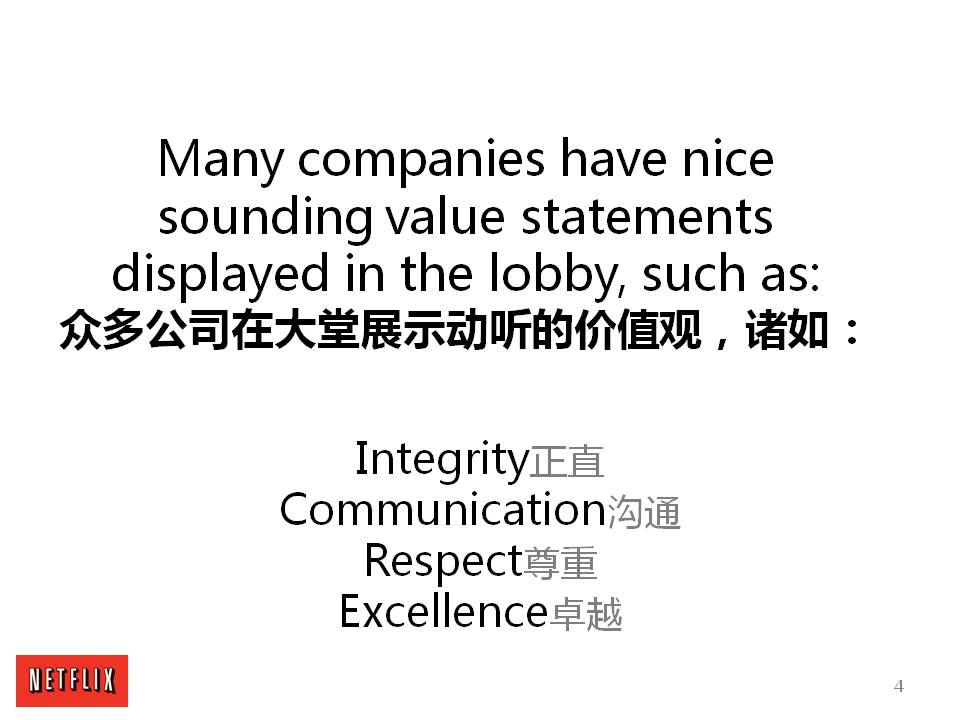 Many companies have nice
sounding value statements
displayed in the lobby, such as:
众多公司在大堂展示动听的价值观，诸如：
Integrity正直
Communication沟通
Respect尊重
Excellence卓越
NETFLIX
4